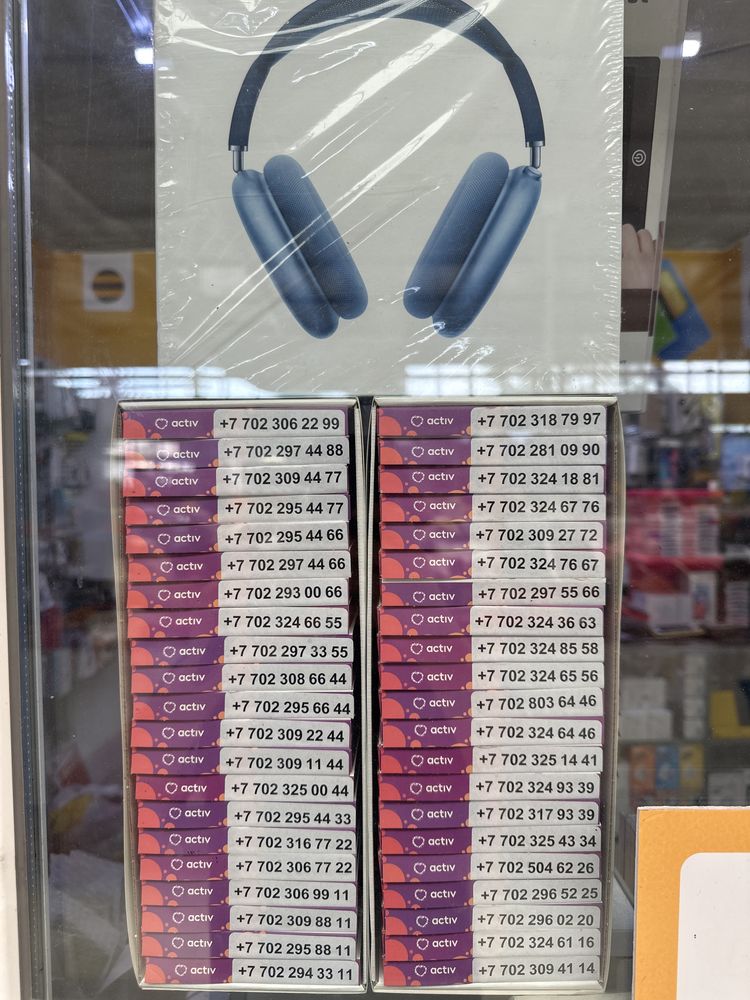 activ +7 702 306 22 99
activ +7 702 297 44 88
activ +7 702 309 44 77
activ +7 702 295 44 77
activ +7 702 295 44 66
activ +7 702 297 44 66
activ +7 702 293 00 66
activ +7 702 324 66 55
activ +7 702 297 33 55
activ +7 702 308 66 44
activ +7 702 295 66 44
activ +7 702 309 22 44
activ +7 702 309 11 44
activ +7 702 325 00 44
activ +7 702 295 44 33
activ +7 702 316 77 22
activ +7 702 306 77 22
activ +7 702 306 99 11
activ +7 702 309 88 11
activ +7 702 295 88 11
activ +7 702 294 33 11
activ +7 702 318 79 97
activ +7 702 281 09 90
activ +7 702 324 18 81
activ +7 702 324 67 76
activ +7 702 309 27 72
activ +7 702 324 76 67
activ +7 702 297 55 66
activ +7 702 324 36 63
activ +7 702 324 85 58
activ +7 702 324 65 56
activ +7 702 803 64 46
activ +7 702 324 64 46
activ +7 702 325 14 41
activ +7 702 324 93 39
activ +7 702 317 93 39
activ +7 702 325 43 34
activ +7 702 504 62 26
activ +7 702 296 52 25
activ +7 702 296 02 20
activ +7 702 324 61 16
activ +7 702 309 41 14